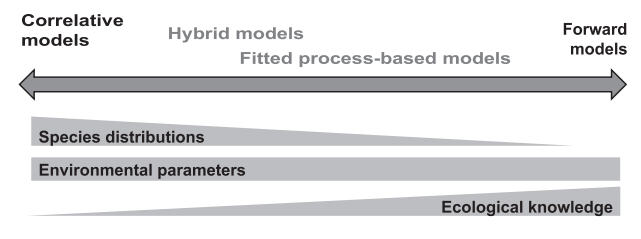 Correlative
models
Hybrid models
Fitted process-based models
Forward
models
Species distributions
Environmental parameters
Ecological knowledge